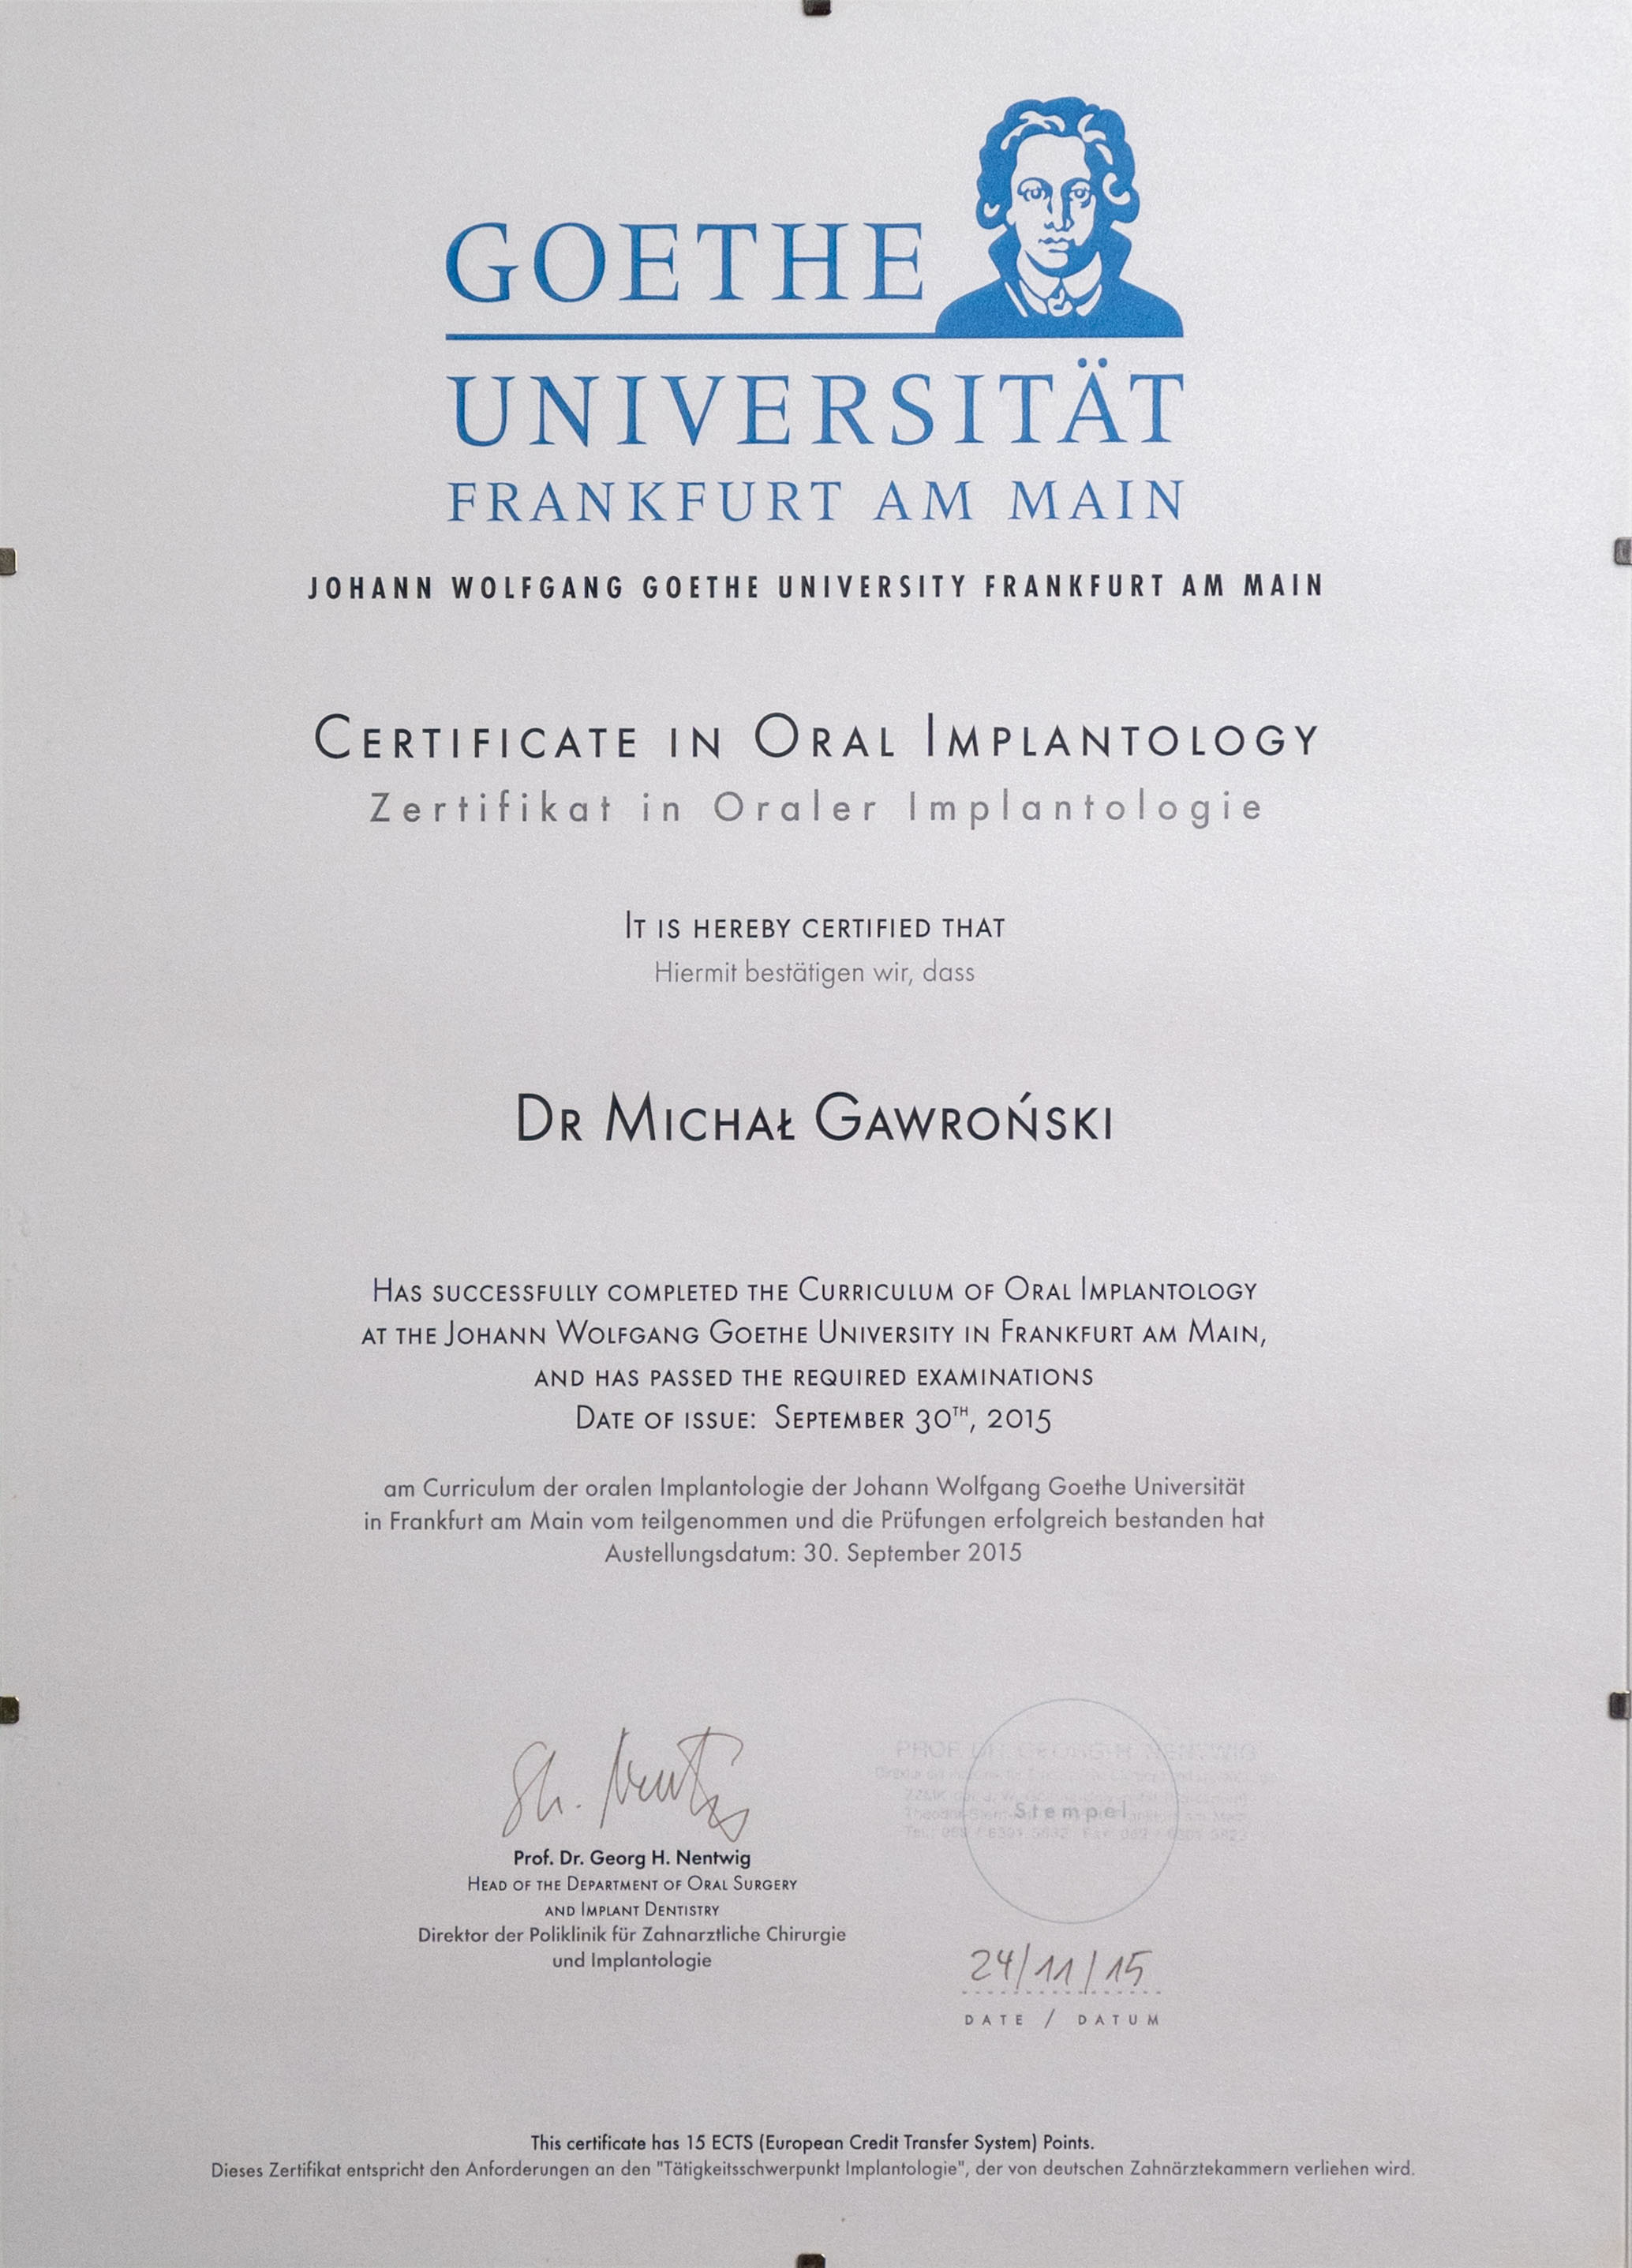 GOETHE
UNIVERSITÄT
FRANKFURT AM MAIN
JOHANN WOLFGANG GOETHE UNIVERSITY FRANKFURT AM MAIN
CERTIFICATE IN ORAL IMPLANTOLOGY
Zertifikat in Oraler Implantologie
IT IS HEREBY CERTIFIED THAT
Hiermit bestätigen wir, dass
DR MICHAŁ GAWROŃSKI
HAS SUCCESSFULLY COMPLETED THE CURRICULUM OF ORAL IMPLANTOLOGY
AT THE JOHANN WOLFGANG GOETHE UNIVERSITY IN FRANKFURT AM MAIN,
AND HAS PASSED THE REQUIRED EXAMINATIONS
DATE OF ISSUE: SEPTEMBER 30TH, 2015
am Curriculum der oralen Implantologie der Johann Wolfgang Goethe Universität
in Frankfurt am Main vom teilgenommen und die Prüfungen erfolgreich bestanden hat
Austellungsdatum: 30. September 2015
Prof. Dr. Georg H. Nentwig
HEAD OF THE DEPARTMENT OF ORAL SURGERY
AND IMPLANT DENTISTRY
Direktor der Poliklinik für Zahnarztliche Chirurgie
und Implantologie
PROF. DR. GEORG-H. NENTWIG
Stempel
24/11/15
DATE / DATUM
This certificate has 15 ECTS (European Credit Transfer System) Points.
Dieses Zertifikat entspricht den Anforderungen an den "Tätigkeitsschwerpunkt Implantologie", der von deutschen Zahnärztekammern verliehen wird.